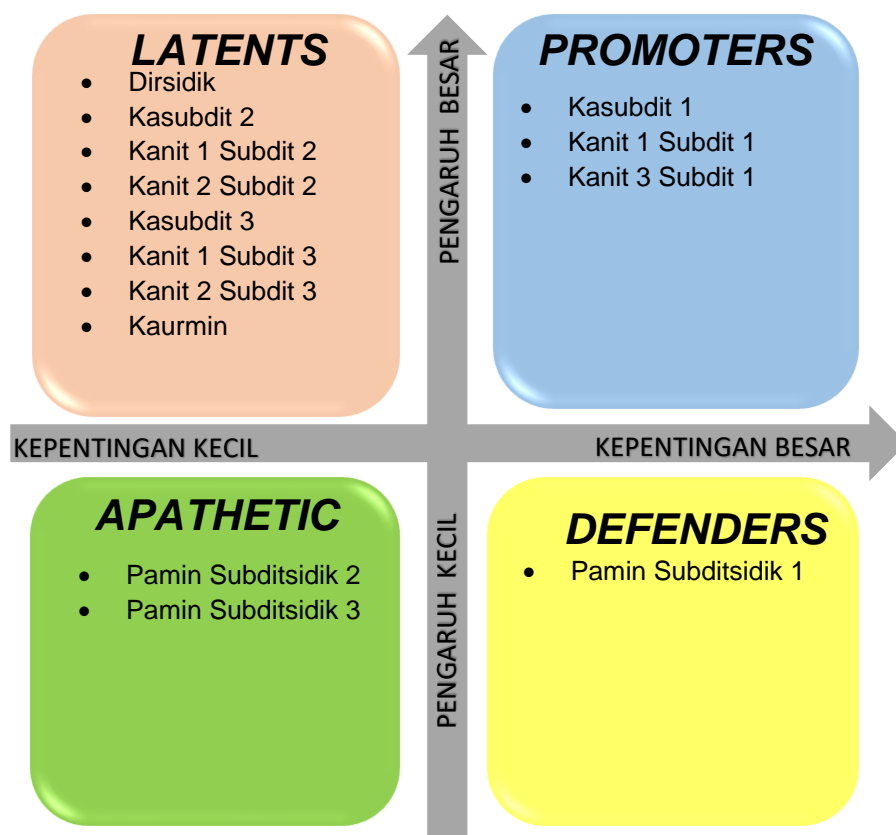 LATENTS
• Dirsidik
• Kasubdit 2
• Kanit 1 Subdit 2
• Kanit 2 Subdit 2
• Kasubdit 3
• Kanit 1 Subdit 3
• Kanit 2 Subdit 3
• Kaurmin
PENGARUH BESAR
PROMOTERS
• Kasubdit 1
• Kanit 1 Subdit 1
• Kanit 3 Subdit 1
KEPENTINGAN KECIL
KEPENTINGAN BESAR
APATHETIC
• Pamin Subditsidik 2
• Pamin Subditsidik 3
PENGARUH KECIL
DEFENDERS
• Pamin Subditsidik 1